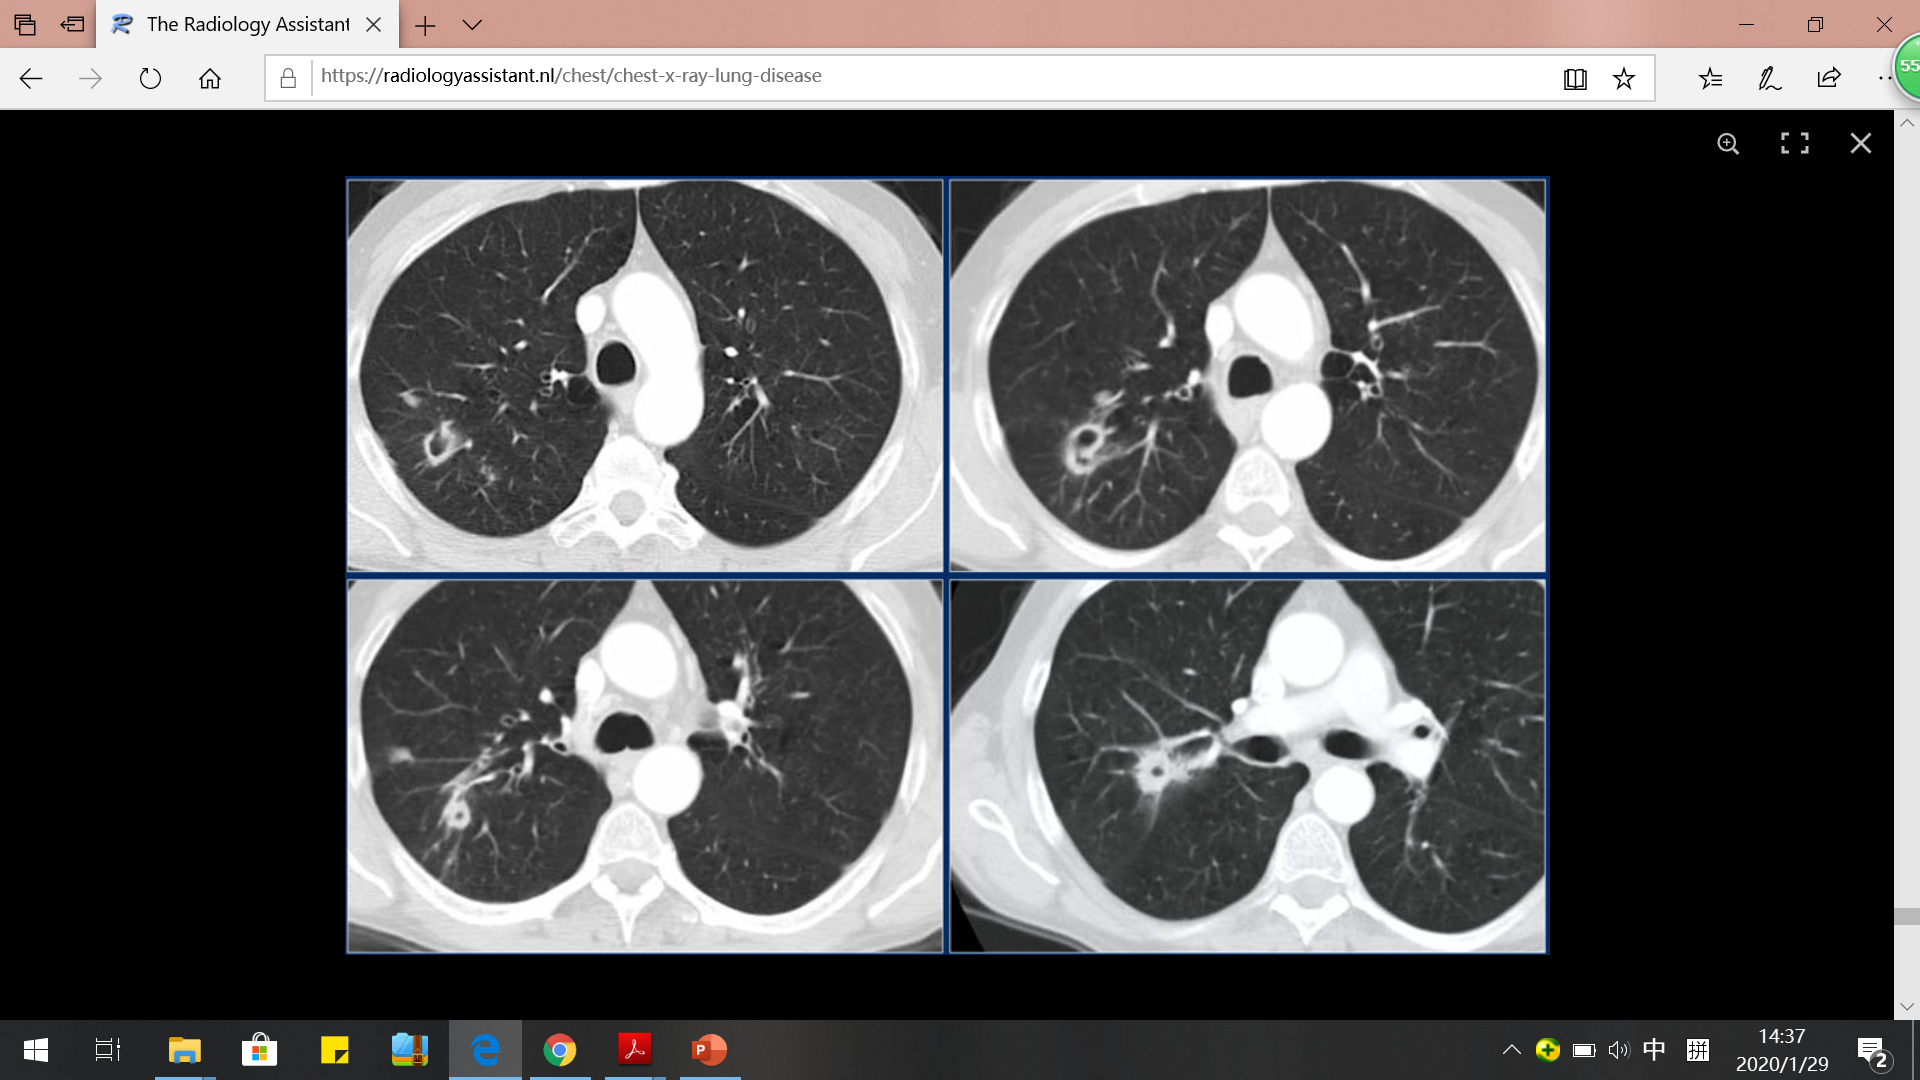 The Radiology Assistant
https://radiologyassistant.nl/chest/chest-x-ray-lung-disease
55
中
拼
14:37
2020/1/29
2